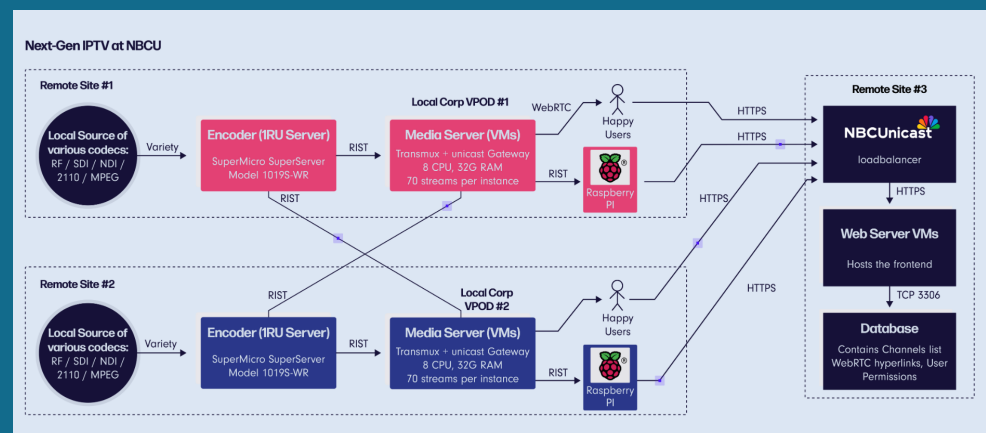 Next-Gen IPTV at NBCU
Remote Site #1
Local Source of
various codecs:
RF / SDI / NDI /
2110 / MPEG
Variety
Encoder (1RU Server)
SuperMicro SuperServer
Model 1019S-WR
RIST
RIST
Local Corp VPOD #1
Media Server (VMs)
Transmux + unicast Gateway
8 CPU, 32G RAM
70 streams per instance
WebRTC
Happy
Users
RIST
Raspberry
PI
HTTPS
HTTPS
HTTPS
HTTPS
Remote Site #2
Local Source of
various codecs:
RF / SDI / NDI /
2110 / MPEG
Variety
Encoder (1RU Server)
SuperMicro SuperServer
Model 1019S-WR
RIST
RIST
Local Corp
VPOD #2
Media Server (VMs)
Transmux + unicast Gateway
8 CPU, 32G RAM
70 streams per instance
Happy
Users
RIST
Raspberry
PI
Remote Site #3
NBCUnicast
loadbalancer
HTTPS
Web Server VMs
Hosts the frontend
TCP 3306
Database
Contains Channels list
WebRTC hyperlinks, User
Permissions